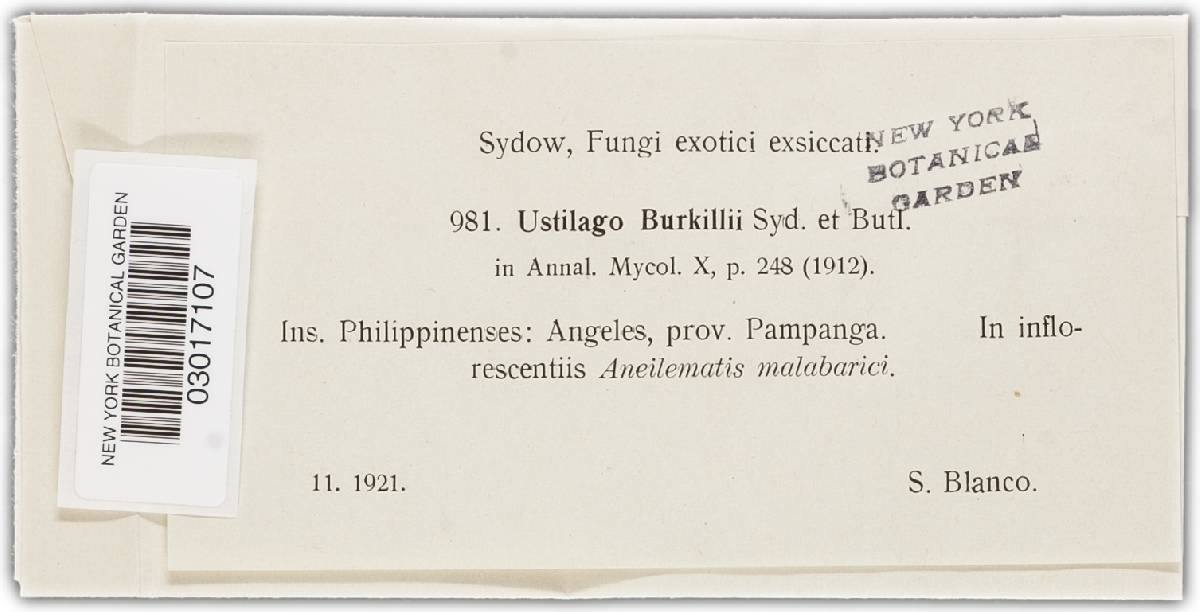 Sydow, Fungi exotici exsiccati.
NEW YORK
BOTANICAL
GARDEN
981. Ustilago Burkillii Syd. et Butl.
in Annal. Mycol. X, p. 248 (1912).
Ins. Philippinenses: Angeles, prov. Pampanga. In inflo-
rescentiis Aneilematis malabarici.
11. 1921. S. Blanco.
NEW YORK BOTANICAL GARDEN
03017107